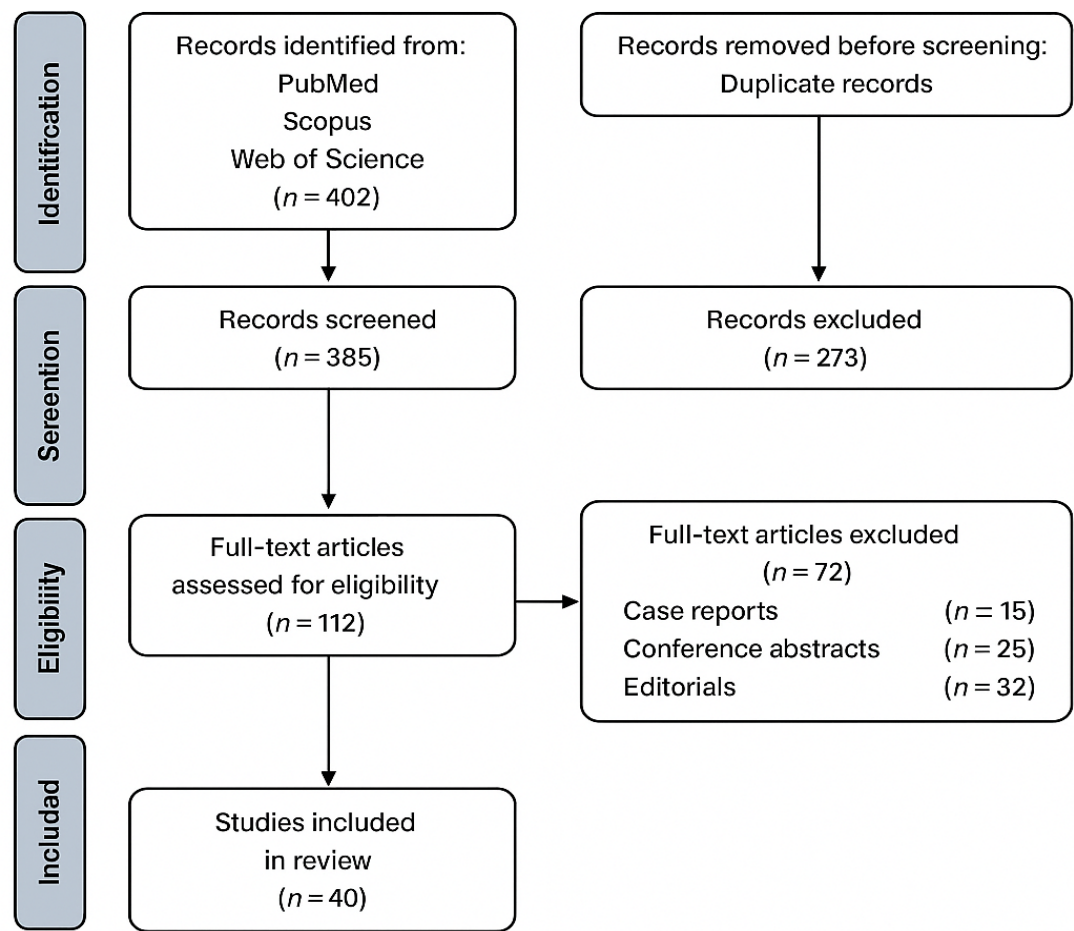 Identifrcation
Records identified from:
PubMed
Scopus
Web of Science
(n = 402)
Records removed before screening:
Duplicate records
Sereention
Records screened
(n = 385)
Records excluded
(n = 273)
Eligibiiity
Full-text articles
assessed for eligibility
(n = 112)
Full-text articles excluded
(n = 72)
Case reports (n = 15)
Conference abstracts (n = 25)
Editorials (n = 32)
Includad
Studies included
in review
(n = 40)